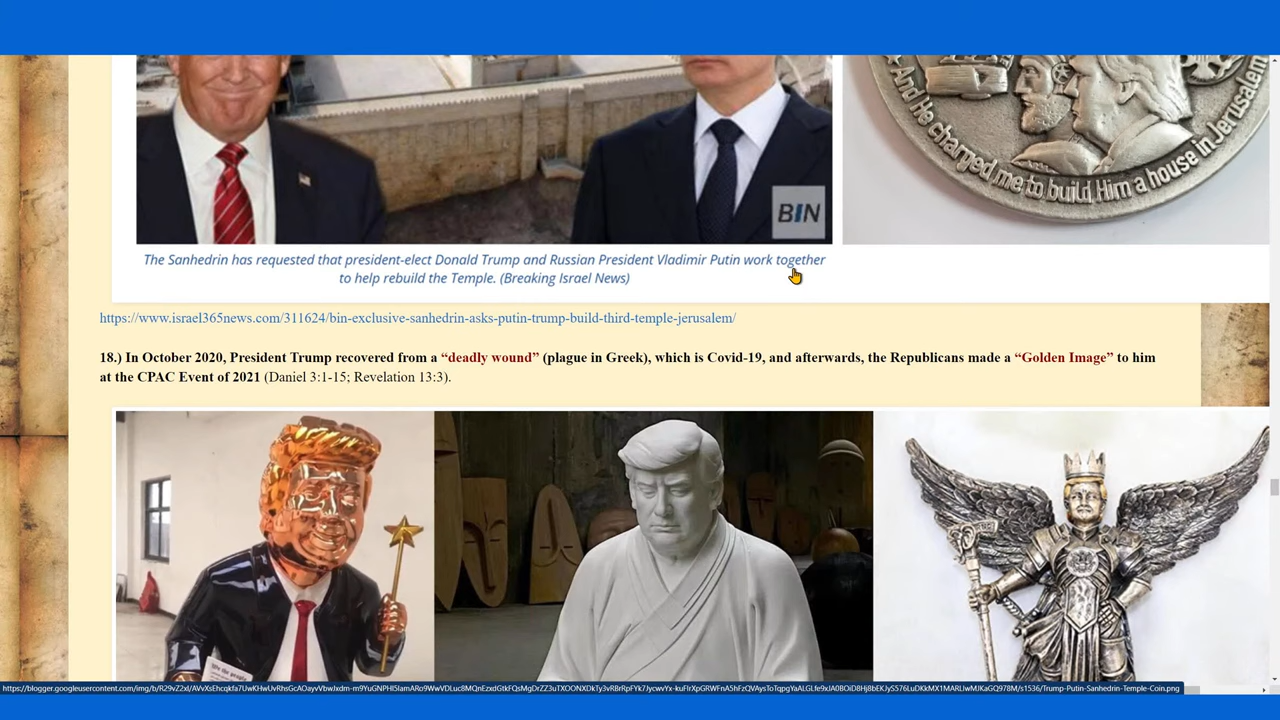 And He charged me to build Him a house in Jerusalem
BIN
The Sanhedrin has requested that president-elect Donald Trump and Russian President Vladimir Putin work together
to help rebuild the Temple. (Breaking Israel News)
https://www.israel365news.com/311624/bin-exclusive-sanhedrin-asks-putin-trump-build-third-temple-jerusalem/
18.) In October 2020, President Trump recovered from a “deadly wound” (plague in Greek), which is Covid-19, and afterwards, the Republicans made a “Golden Image” to him
at the CPAC Event of 2021 (Daniel 3:1-15; Revelation 13:3).